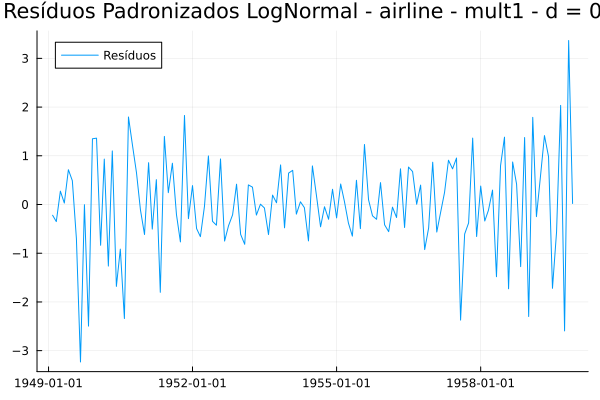 Resíduos Padronizados LogNormal - airline - mult1 - d = 0
Resíduos
3
2
1
0
−1
−2
−3
1949-01-01 1952-01-01 1955-01-01 1958-01-01